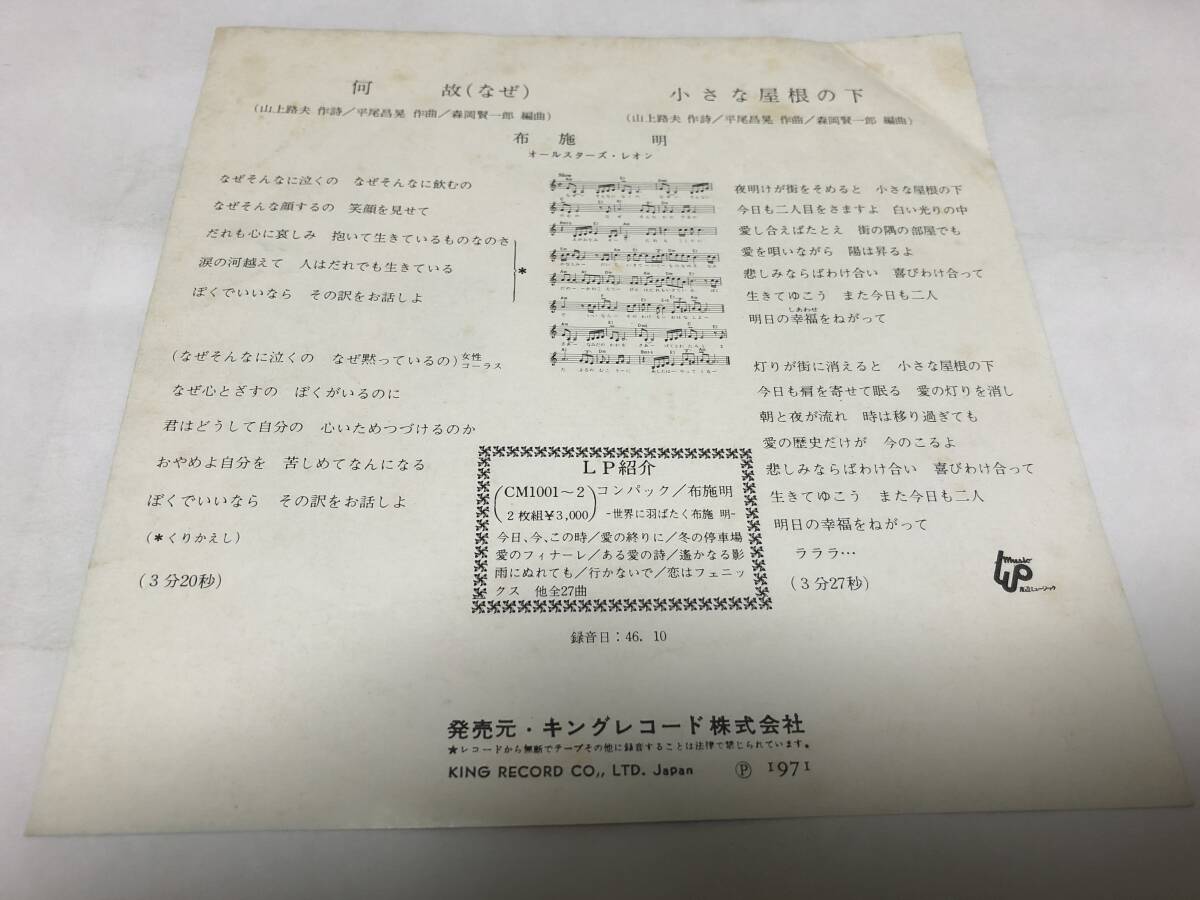 何故(なぜ)
(山上路夫 作詩/平尾昌晃 作曲/森岡賢一郎 編曲)
小さな屋根の下
(山上路夫 作詩/平尾昌晃 作曲/森岡賢一郎 編曲)
布施 明
オールスターズ・レオン
なぜそんなに泣くの なぜそんなに飲むの
なぜそんな顔するの 笑顔を見せて
だれも心に哀しみ 抱いて生きているものなのさ
涙の河越えて 人はだれでも生きている
ぼくでいいなら その訳をお話しよ
*
(なぜそんなに泣くの なぜ黙っているの)女性コーラス
なぜ心とざすの ぼくがいるのに
君はどうして自分の 心いためつづけるのか
おやめよ自分を 苦しめてなんになる
ぼくでいいなら その訳をお話しよ
(*くりかえし)
(3分20秒)
夜明けが街をそめると 小さな屋根の下
今日も二人目をさますよ 白い光りの中
愛し合えばたとえ 街の隅の部屋でも
愛を唄いながら 陽は昇るよ
悲しみならばわけ合い 喜びわけ合って
生きてゆこう また今日も二人
しあわせ
明日の幸福をねがって
灯りが街に消えると 小さな屋根の下
今日も肩を寄せて眠る 愛の灯りを消し
朝と夜が流れ 時は移り過ぎても
愛の歴史だけが 今のこるよ
悲しみならばわけ合い 喜びわけ合って
生きてゆこう また今日も二人
明日の幸福をねがって
ラララ…
(3分27秒)
music
渡辺ミュージック
LP紹介
(CM1001~2
2枚組¥3,000)
コンパック/布施明
-世界に羽ばたく布施 明-
今日、今、この時/愛の終りに/冬の停車場
愛のフィナーレ/ある愛の詩/遙かなる影
雨にぬれても/行かないで/恋はフェニッ
クス 他全27曲
録音日:46. 10
発売元・キングレコード株式会社
★レコードから無断でテープその他に録音することは法律で禁じられています。
KING RECORD CO,, LTD. Japan Ⓟ 1971